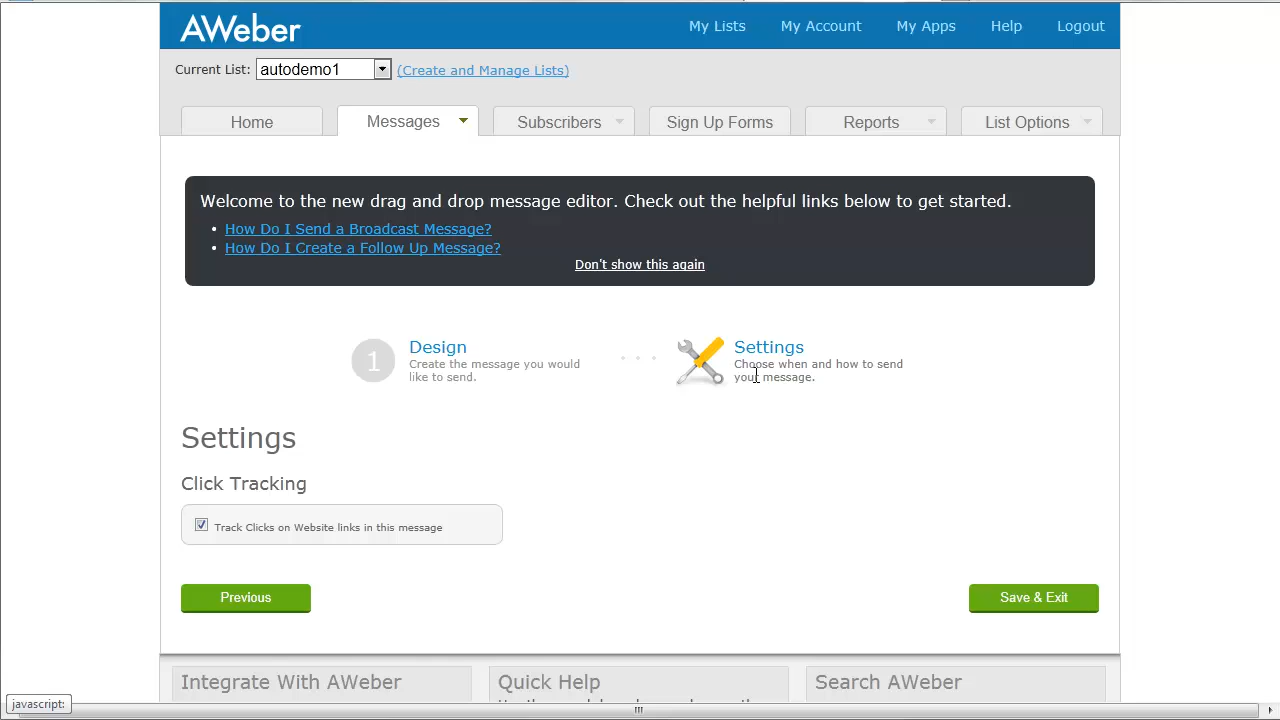 AWeber
My Lists My Account My Apps Help Logout
Current List: autodemo1 (Create and Manage Lists)
Home Messages Subscribers Sign Up Forms Reports List Options
Welcome to the new drag and drop message editor. Check out the helpful links below to get started.
• How Do I Send a Broadcast Message?
• How Do I Create a Follow Up Message?
Don't show this again
1 Design
Create the message you would
like to send.
Settings
Choose when and how to send
your message.
Settings
Click Tracking
Track Clicks on Website links in this message
Previous Save & Exit
Integrate With AWeber Quick Help Search AWeber
javascript: